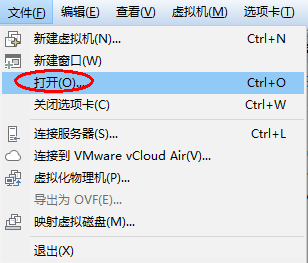 文件(F) 编辑(E) 查看(V) 虚拟机(M) 选项卡(T)
新建虚拟机(N)... Ctrl+N
新建窗口(W)
打开(O)... Ctrl+O
关闭选项卡(C) Ctrl+W
连接服务器(S)... Ctrl+L
连接到 VMware vCloud Air(V)...
虚拟化物理机(P)...
导出为 OVF(E)...
映射虚拟磁盘(M)...
退出(X)